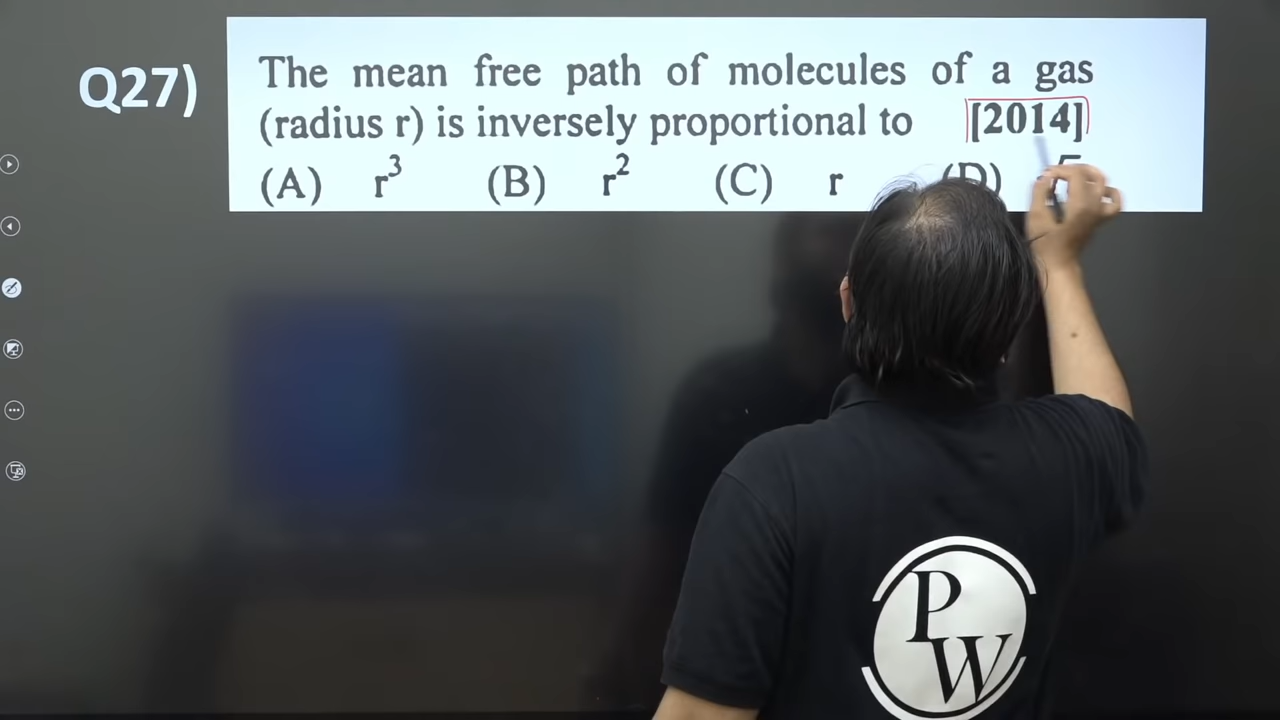 Q27)
The mean free path of molecules of a gas
(radius r) is inversely proportional to [2014]
(A) r³ (B) r² (C) r (D)
PW